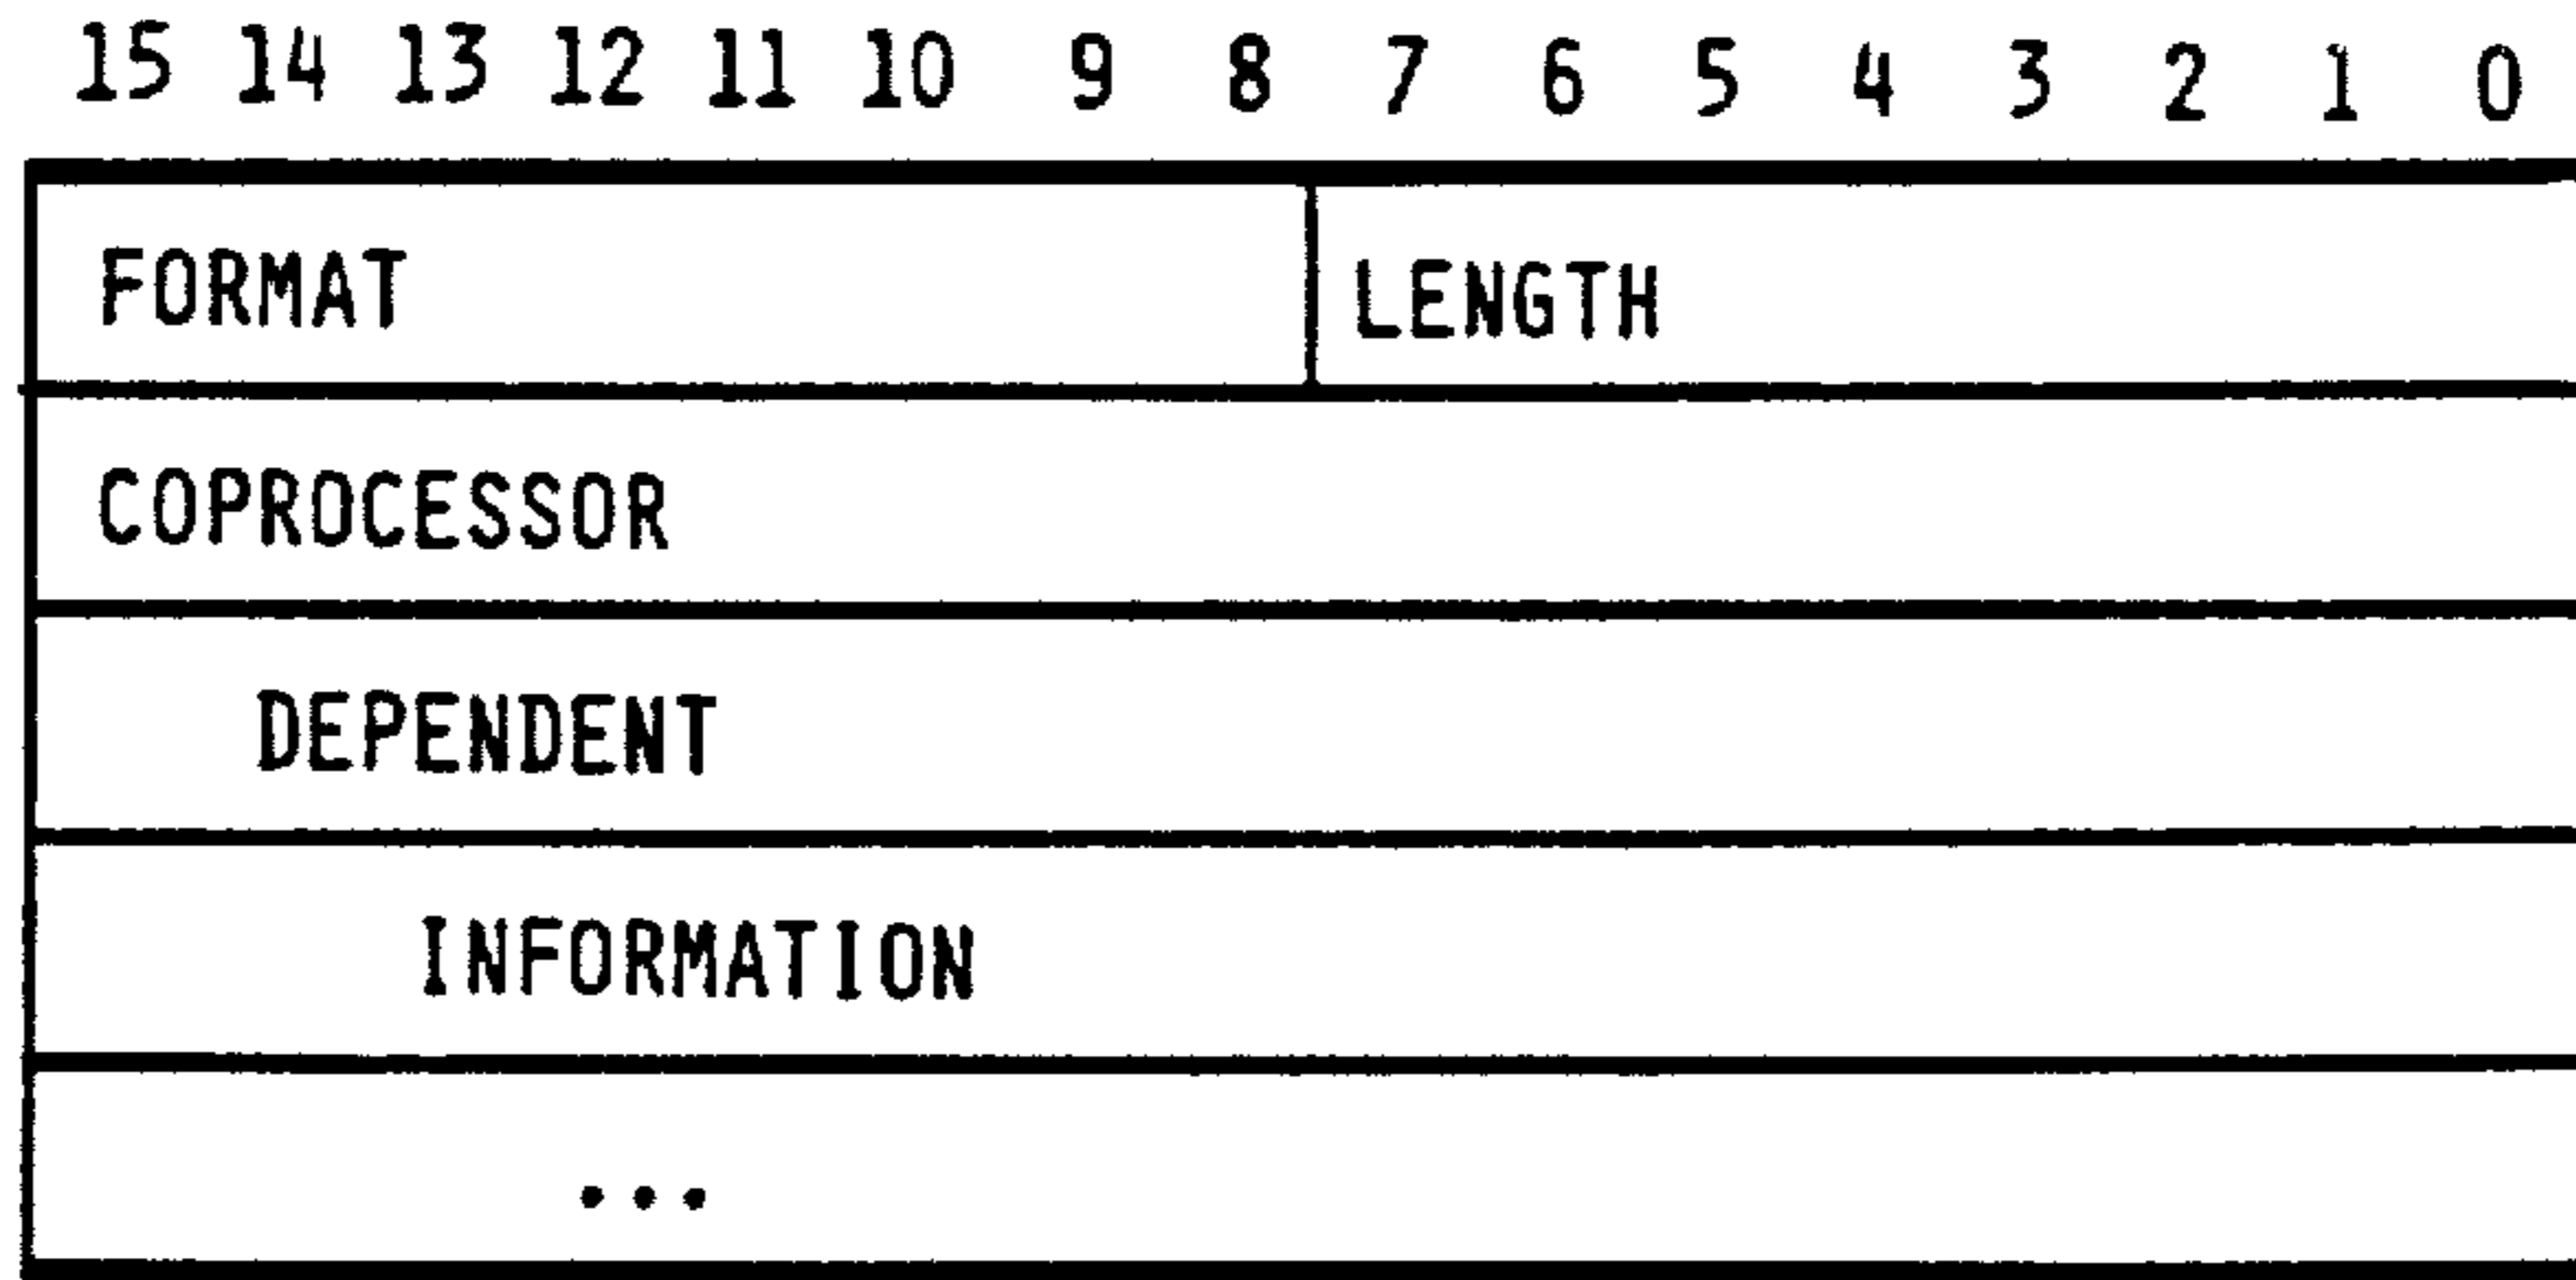 15 14 13 12 11 10 9 8 7 6 5 4 3 2 1 0
FORMAT LENGTH
COPROCESSOR
DEPENDENT
INFORMATION
...